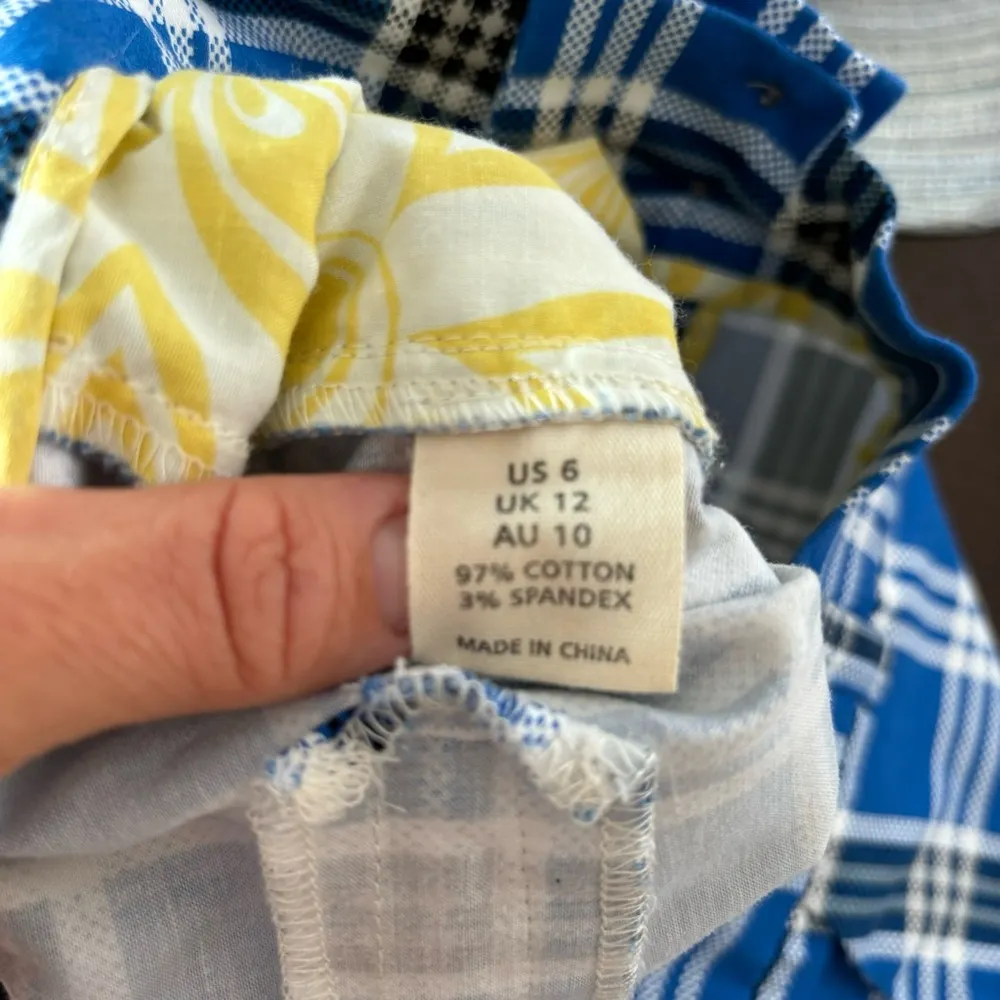 US 6
UK 12
AU 10
97% COTTON
3% SPANDEX
MADE IN CHINA